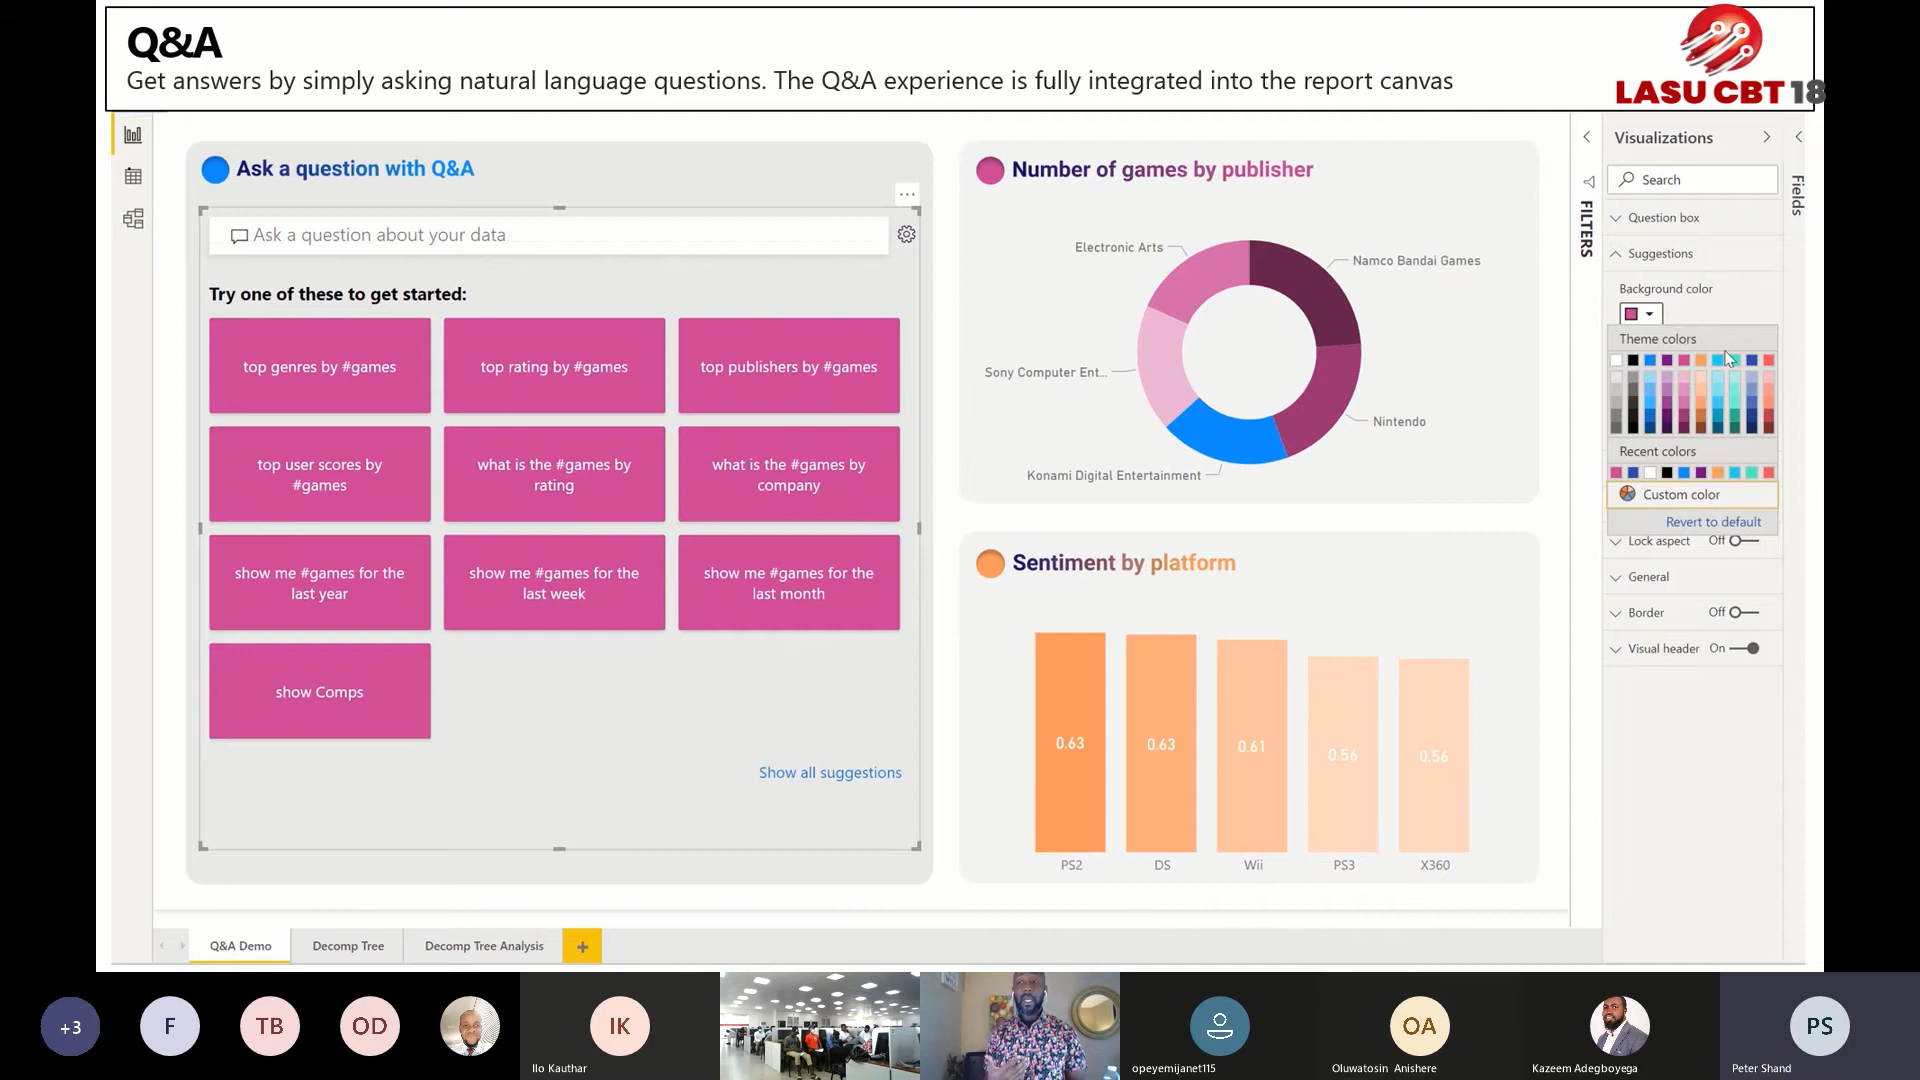 Q&A
Get answers by simply asking natural language questions. The Q&A experience is fully integrated into the report canvas
LASU CBT 18
Ask a question with Q&A
Ask a question about your data
Try one of these to get started:
top genres by #games
top rating by #games
top publishers by #games
top user scores by
#games
what is the #games by
rating
what is the #games by
company
show me #games for the
last year
show me #games for the
last week
show me #games for the
last month
show Comps
Show all suggestions
Number of games by publisher
Electronic Arts
Namco Bandai Games
Sony Computer Ent...
Nintendo
Konami Digital Entertainment
Sentiment by platform
0.63
0.63
0.61
0.56
0.56
PS2
DS
Wii
PS3
X360
FILTERS
Visualizations
Search
Question box
Suggestions
Background color
Theme colors
Recent colors
Custom color
Revert to default
Lock aspect Off
General
Border Off
Visual header On
Fields
Q&A Demo
Decomp Tree
Decomp Tree Analysis
+
+3
F
TB
OD
IK
Ilo Kauthar
opeyemijanet115
OA
Oluwatosin Anishere
Kazeem Adegboyega
PS
Peter Shand